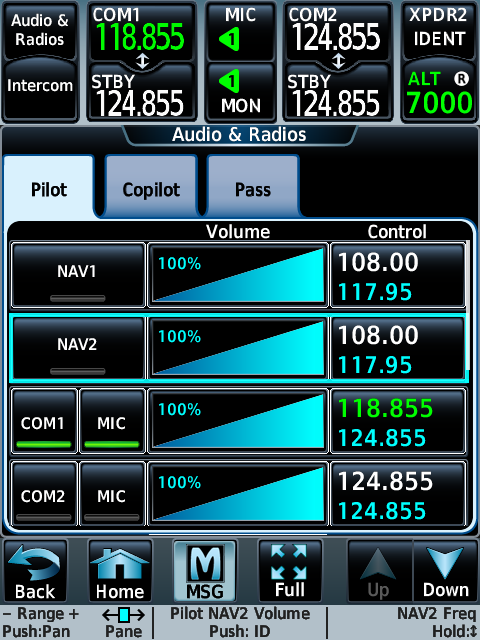 Audio &
Radios
COM1
118.855
MIC
COM2
124.855
XPDR2
IDENT
Intercom
STBY
124.855
MON
STBY
124.855
ALT R
7000
Audio & Radios
Pilot
Copilot
Pass
Volume
Control
NAV1
100%
108.00
117.95
NAV2
100%
108.00
117.95
COM1
MIC
100%
118.855
124.855
COM2
MIC
100%
124.855
124.855
Back
Home
MSG
Full
Up
Down
– Range +
Push:Pan
Pane
Pilot NAV2 Volume
Push: ID
NAV2 Freq
Hold:↕